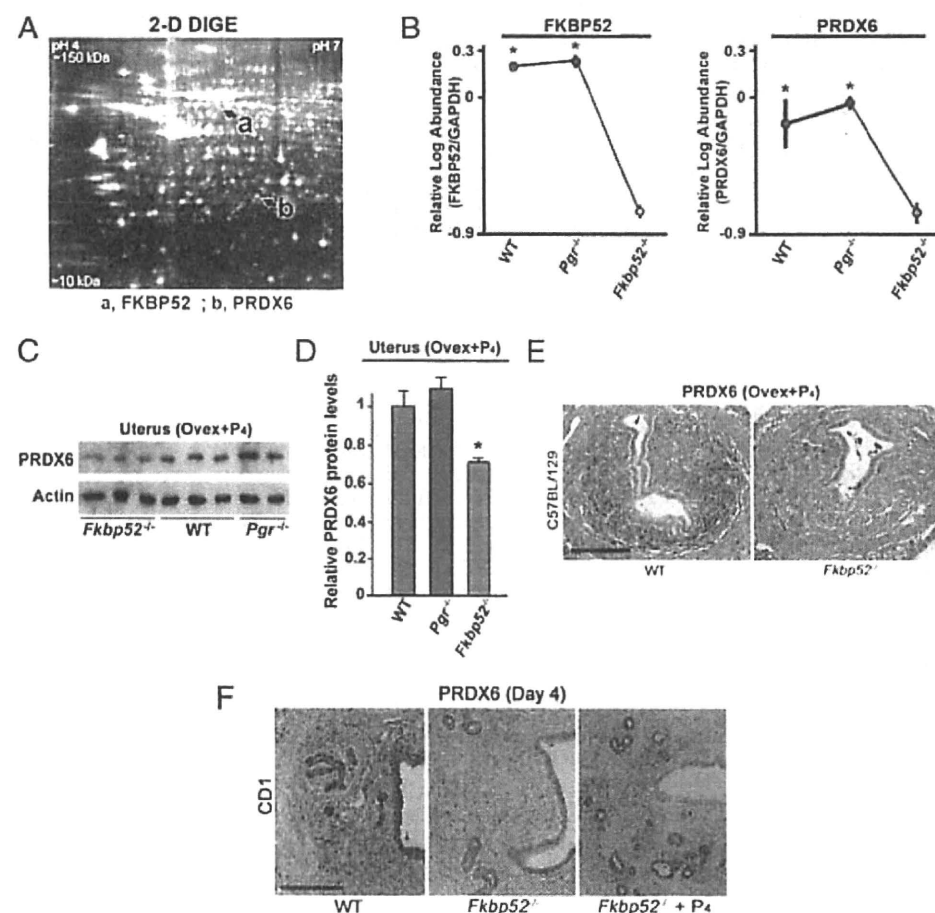 A
2-D DIGE
pH 4
pH 7
~150 kDa
a
b
~10 kDa
a, FKBP52 ; b, PRDX6
B
FKBP52
Relative Log Abundance
(FKBP52/GAPDH)
0.3
0
-0.9
*
*
WT
Pgr-/-
Fkbp52-/-
PRDX6
Relative Log Abundance
(PRDX6/GAPDH)
0.3
0
-0.9
*
*
WT
Pgr-/-
Fkbp52-/-
C
Uterus (Ovex+P4)
PRDX6
Actin
Fkbp52-/- WT Pgr-/-
D
Uterus (Ovex+P4)
Relative PRDX6 protein levels
1
0.8
0.6
0.4
0.2
0
*
WT
Pgr-/-
Fkbp52-/-
E
PRDX6 (Ovex+P4)
C57BL/129
WT
Fkbp52-/-
F
PRDX6 (Day 4)
CD1
WT
Fkbp52-/-
Fkbp52-/- + P4